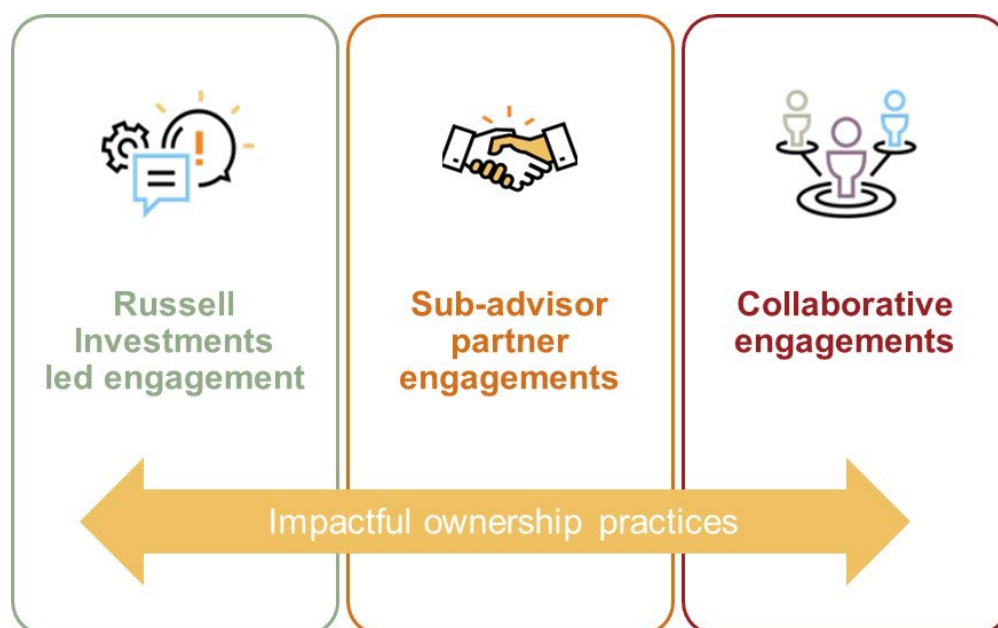 Russell
Investments
led engagement
Sub-advisor
partner
engagements
Collaborative
engagements
Impactful ownership practices